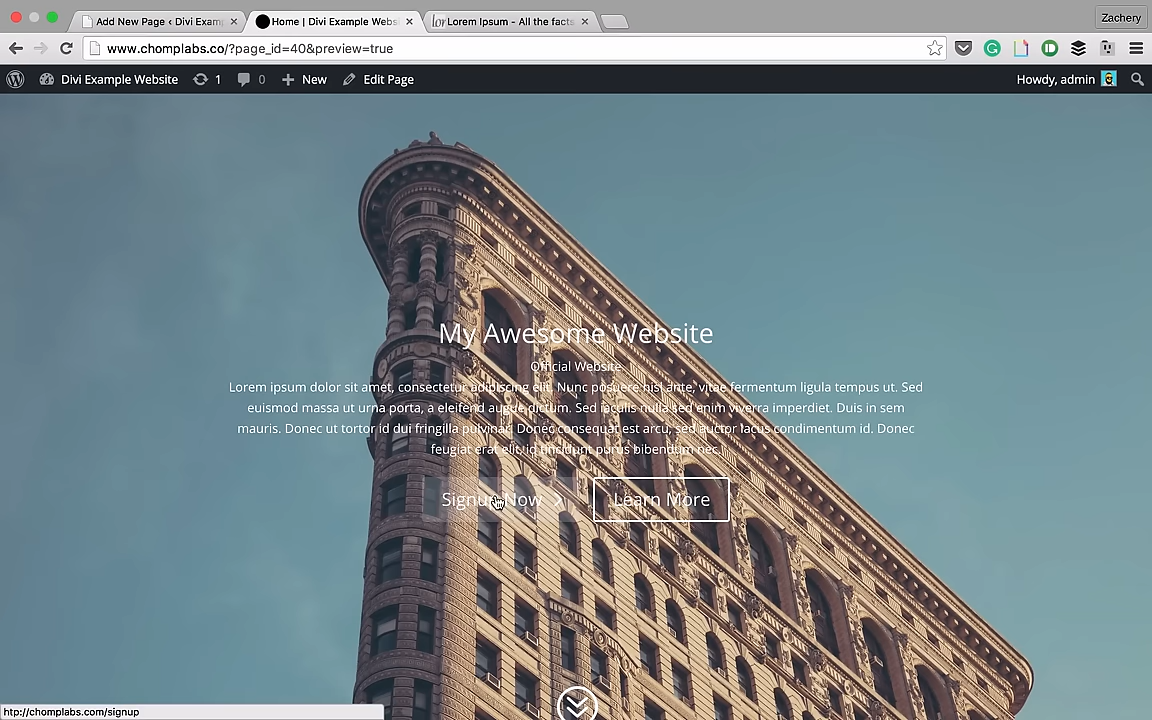 Zachery
Add New Page ‹ Divi Examp
Home | Divi Example Websi
lor Lorem Ipsum - All the facts
www.chomplabs.co/?page_id=40&preview=true
Divi Example Website 1 0 New Edit Page Howdy, admin
My Awesome Website
Official Website.
Lorem ipsum dolor sit amet, consectetur adipiscing elit. Nunc posuere nisl ante, vitae fermentum ligula tempus ut. Sed
euismod massa ut urna porta, a eleifend augue dictum. Sed iaculis nulla sed enim viverra imperdiet. Duis in sem
mauris. Donec ut tortor id dui fringilla pulvinar. Donec consequat est arcu, sed auctor lacus condimentum id. Donec
feugiat erat elit, id tincidunt purus bibendum nec.
Signup Now
Learn More
htp://chomplabs.com/signup